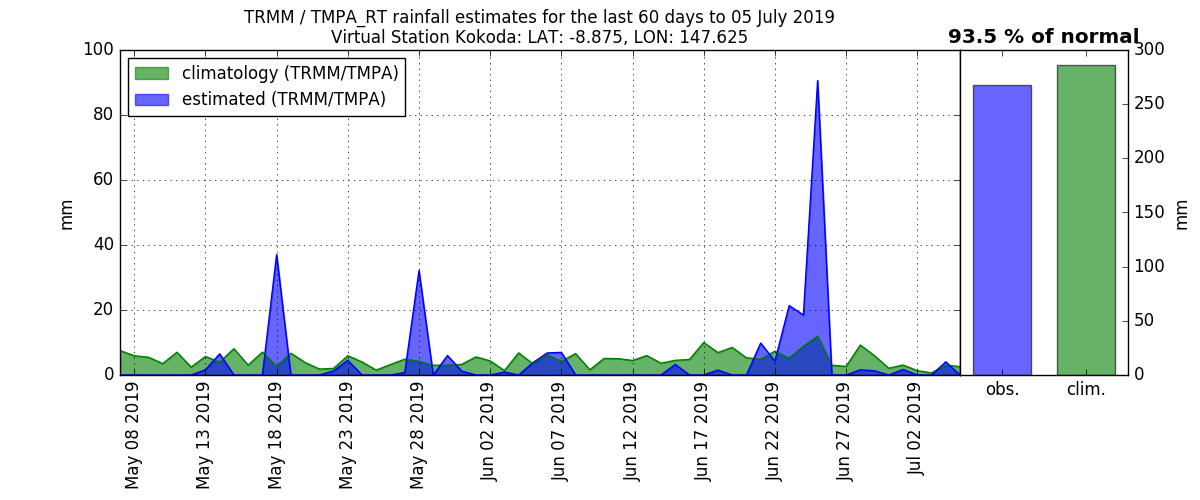 TRMM / TMPA_RT rainfall estimates for the last 60 days to 05 July 2019
Virtual Station Kokoda: LAT: -8.875, LON: 147.625
93.5 % of normal
climatology (TRMM/TMPA)
estimated (TRMM/TMPA)
100
80
60
40
20
0
mm
300
250
200
150
100
50
0
mm
May 08 2019
May 13 2019
May 18 2019
May 23 2019
May 28 2019
Jun 02 2019
Jun 07 2019
Jun 12 2019
Jun 17 2019
Jun 22 2019
Jun 27 2019
Jul 02 2019
obs.
clim.